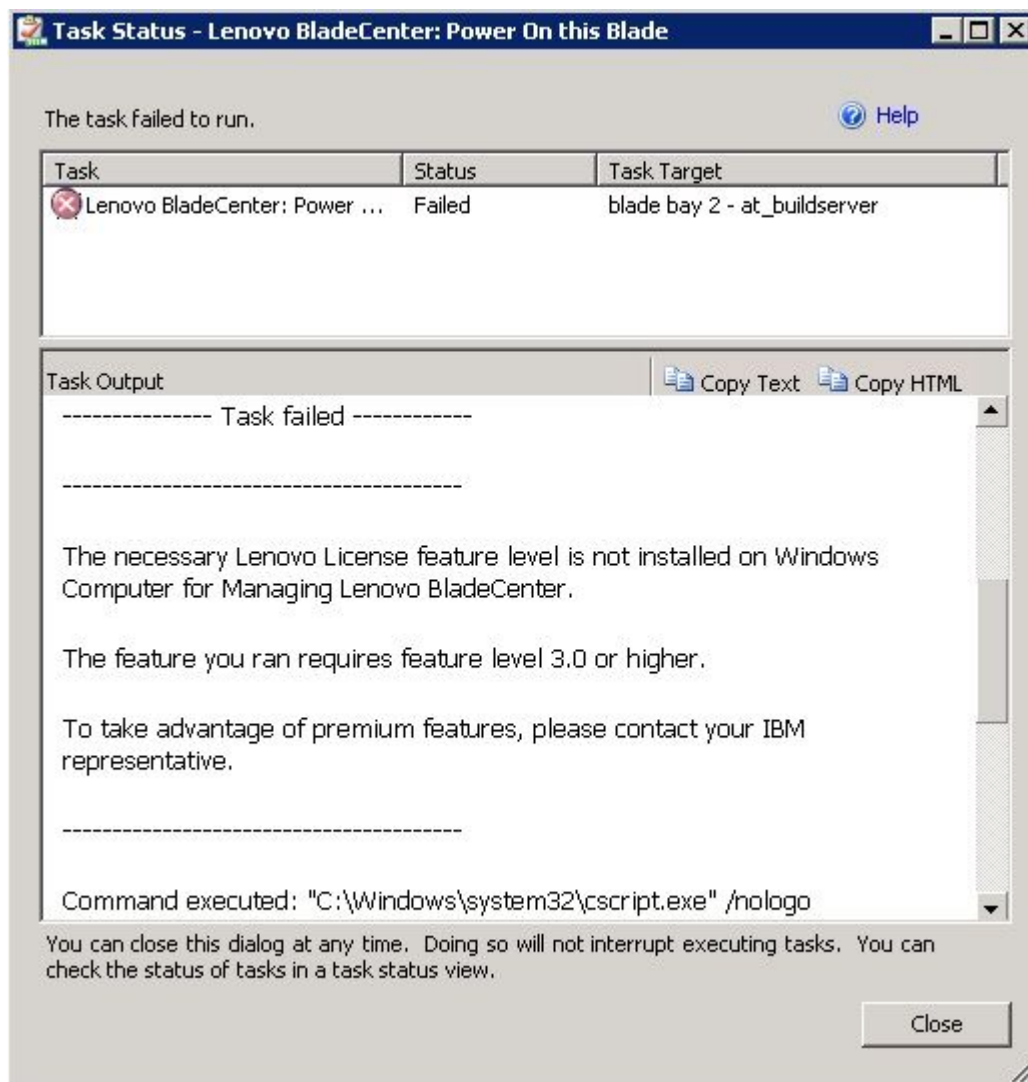 Task Status - Lenovo BladeCenter: Power On this Blade
The task failed to run.
Help
Task Status Task Target
Lenovo BladeCenter: Power ... Failed blade bay 2 - at_buildserver
Task Output Copy Text Copy HTML
--------------- Task failed ------------
----------------------------------------
The necessary Lenovo License feature level is not installed on Windows
Computer for Managing Lenovo BladeCenter.
The feature you ran requires feature level 3.0 or higher.
To take advantage of premium features, please contact your IBM
representative.
----------------------------------------
Command executed: "C:\Windows\system32\cscript.exe" /nologo
You can close this dialog at any time. Doing so will not interrupt executing tasks. You can
check the status of tasks in a task status view.
Close